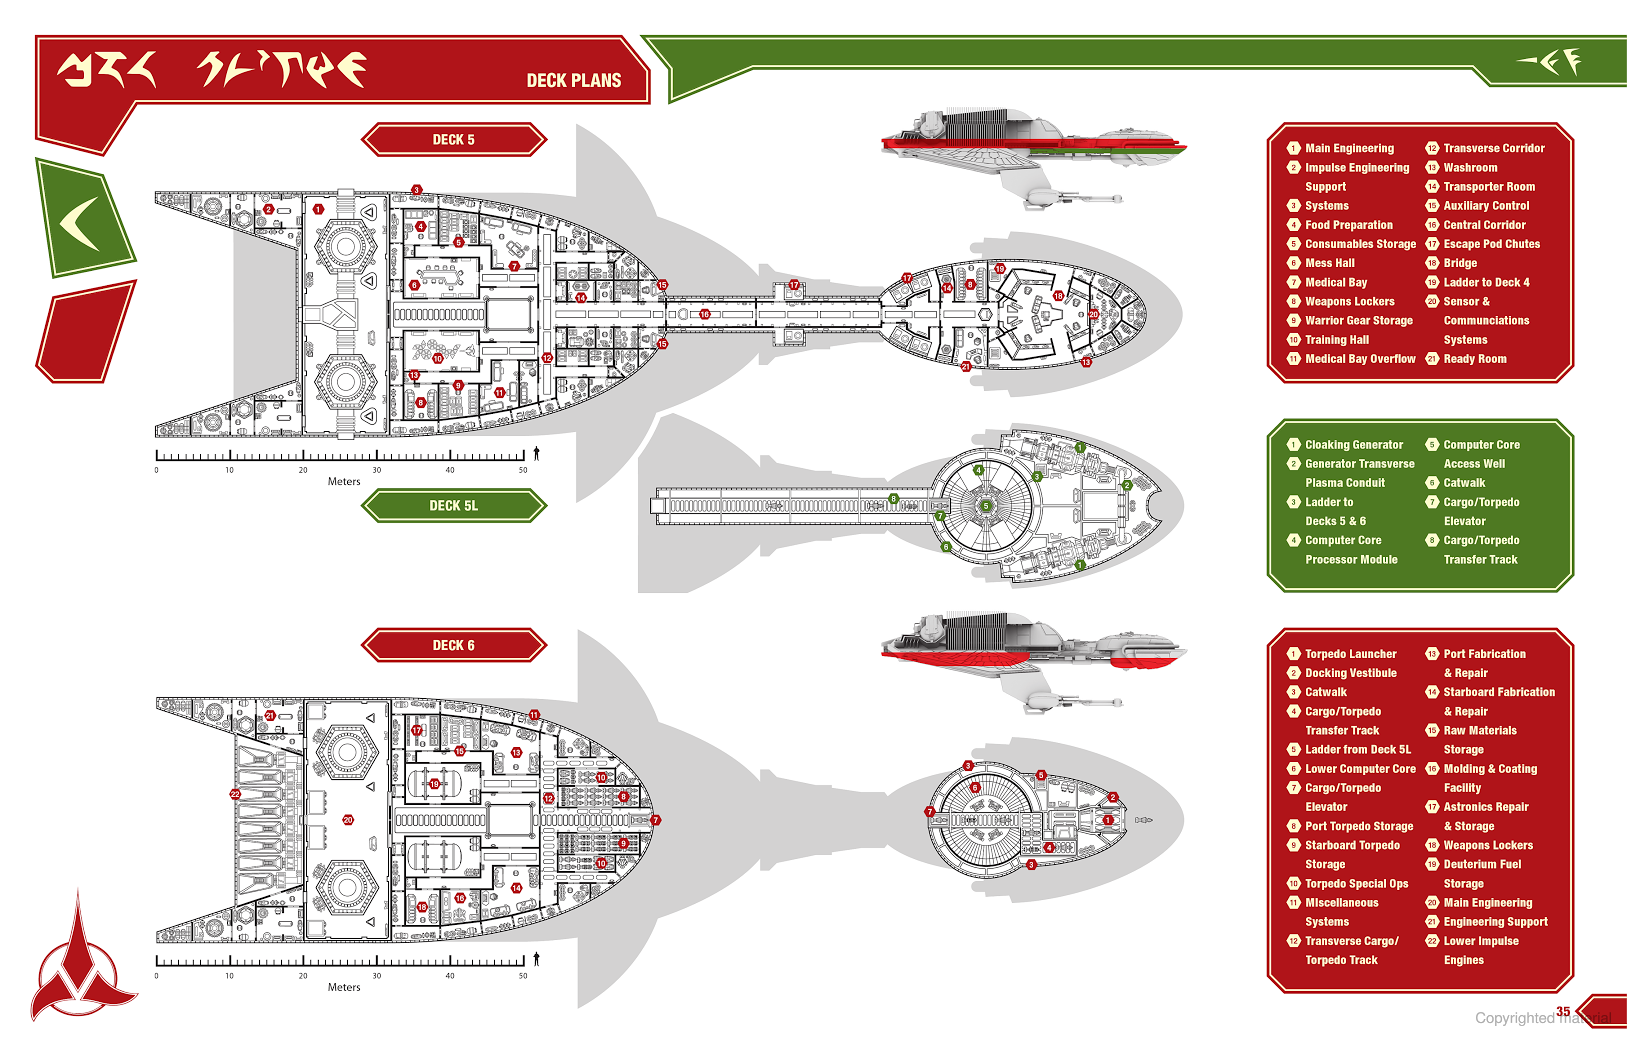 DECK PLANS
DECK 5
1 Main Engineering
2 Impulse Engineering
Support
3 Systems
4 Food Preparation
5 Consumables Storage
6 Mess Hall
7 Medical Bay
8 Weapons Lockers
9 Warrior Gear Storage
10 Training Hall
11 Medical Bay Overflow
12 Transverse Corridor
13 Washroom
14 Transporter Room
15 Auxiliary Control
16 Central Corridor
17 Escape Pod Chutes
18 Bridge
19 Ladder to Deck 4
20 Sensor &
Communciations
Systems
21 Ready Room
0 10 20 30 40 50
Meters
DECK 5L
1 Cloaking Generator
2 Generator Transverse
Plasma Conduit
3 Ladder to
Decks 5 & 6
4 Computer Core
Processor Module
5 Computer Core
Access Well
6 Catwalk
7 Cargo/Torpedo
Elevator
8 Cargo/Torpedo
Transfer Track
DECK 6
1 Torpedo Launcher
2 Docking Vestibule
3 Catwalk
4 Cargo/Torpedo
Transfer Track
5 Ladder from Deck 5L
6 Lower Computer Core
7 Cargo/Torpedo
Elevator
8 Port Torpedo Storage
9 Starboard Torpedo
Storage
10 Torpedo Special Ops
11 MIscellaneous
Systems
12 Transverse Cargo/
Torpedo Track
13 Port Fabrication
& Repair
14 Starboard Fabrication
& Repair
15 Raw Materials
Storage
16 Molding & Coating
Facility
17 Astronics Repair
& Storage
18 Weapons Lockers
19 Deuterium Fuel
Storage
20 Main Engineering
21 Engineering Support
22 Lower Impulse
Engines
0 10 20 30 40 50
Meters
35
Copyrighted material